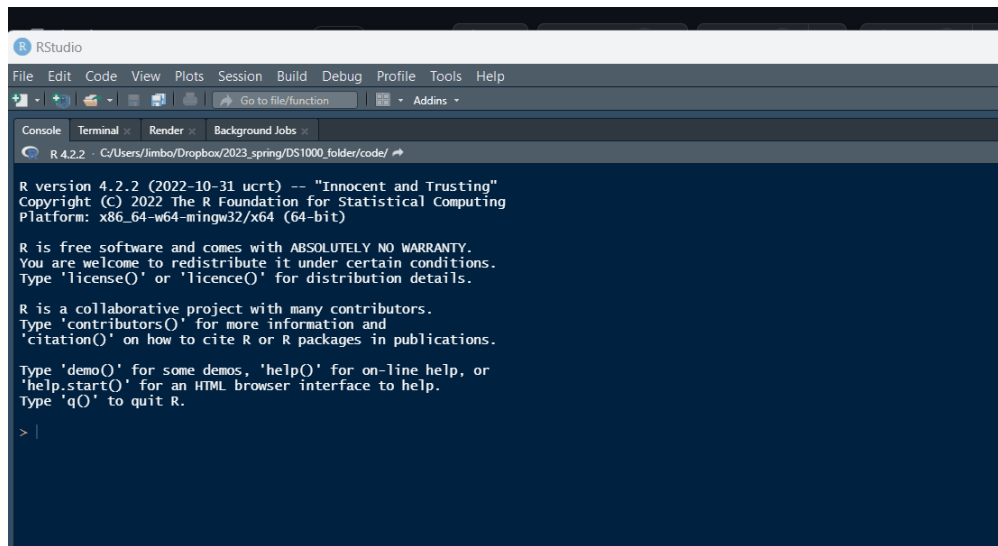 RStudio
File Edit Code View Plots Session Build Debug Profile Tools Help
Go to file/function Addins
Console Terminal Render Background Jobs
R 4.2.2 · C:/Users/Jimbo/Dropbox/2023_spring/DS1000_folder/code/
R version 4.2.2 (2022-10-31 ucrt) -- "Innocent and Trusting"
Copyright (C) 2022 The R Foundation for Statistical Computing
Platform: x86_64-w64-mingw32/x64 (64-bit)
R is free software and comes with ABSOLUTELY NO WARRANTY.
You are welcome to redistribute it under certain conditions.
Type 'license()' or 'licence()' for distribution details.
R is a collaborative project with many contributors.
Type 'contributors()' for more information and
'citation()' on how to cite R or R packages in publications.
Type 'demo()' for some demos, 'help()' for on-line help, or
'help.start()' for an HTML browser interface to help.
Type 'q()' to quit R.
>